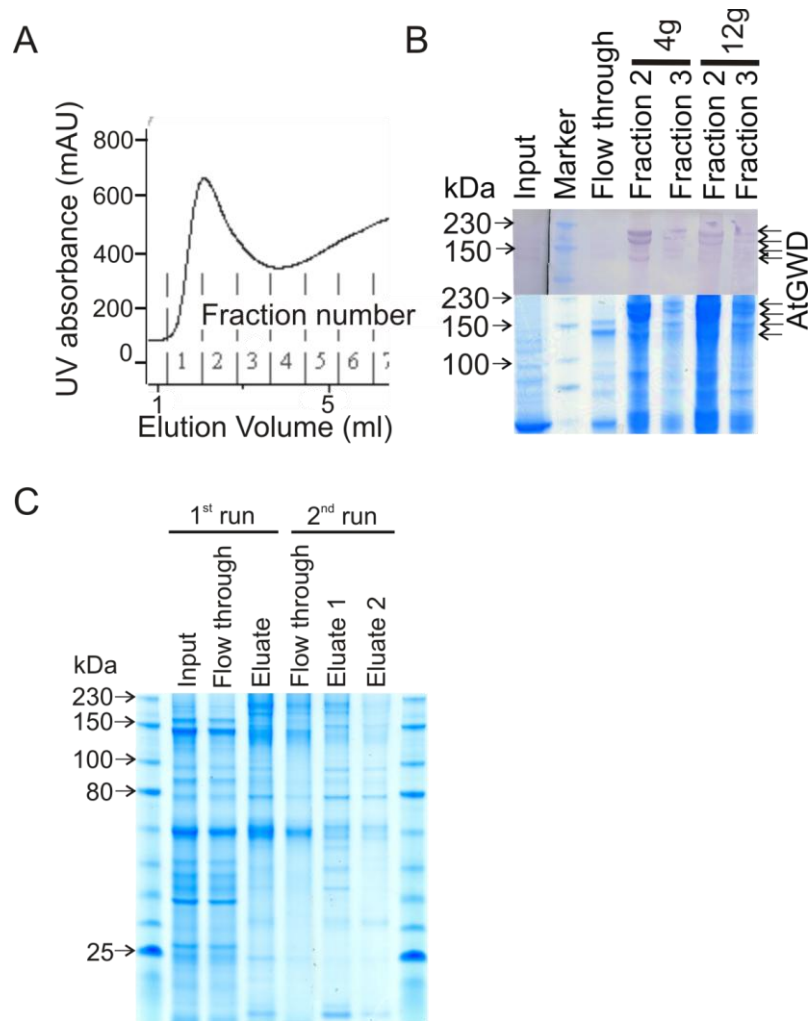 A
UV absorbance (mAU)
800
600
400
200
0
Fraction number
1 2 3 4 5 6 7
1 5
Elution Volume (ml)
B
4g 12g
kDa Input Marker Flow through Fraction 2 Fraction 3 Fraction 2 Fraction 3
230
150
230
150
100
AtGWD
C
1st run 2nd run
kDa Input Flow through Eluate Flow through Eluate 1 Eluate 2
230
150
100
80
25